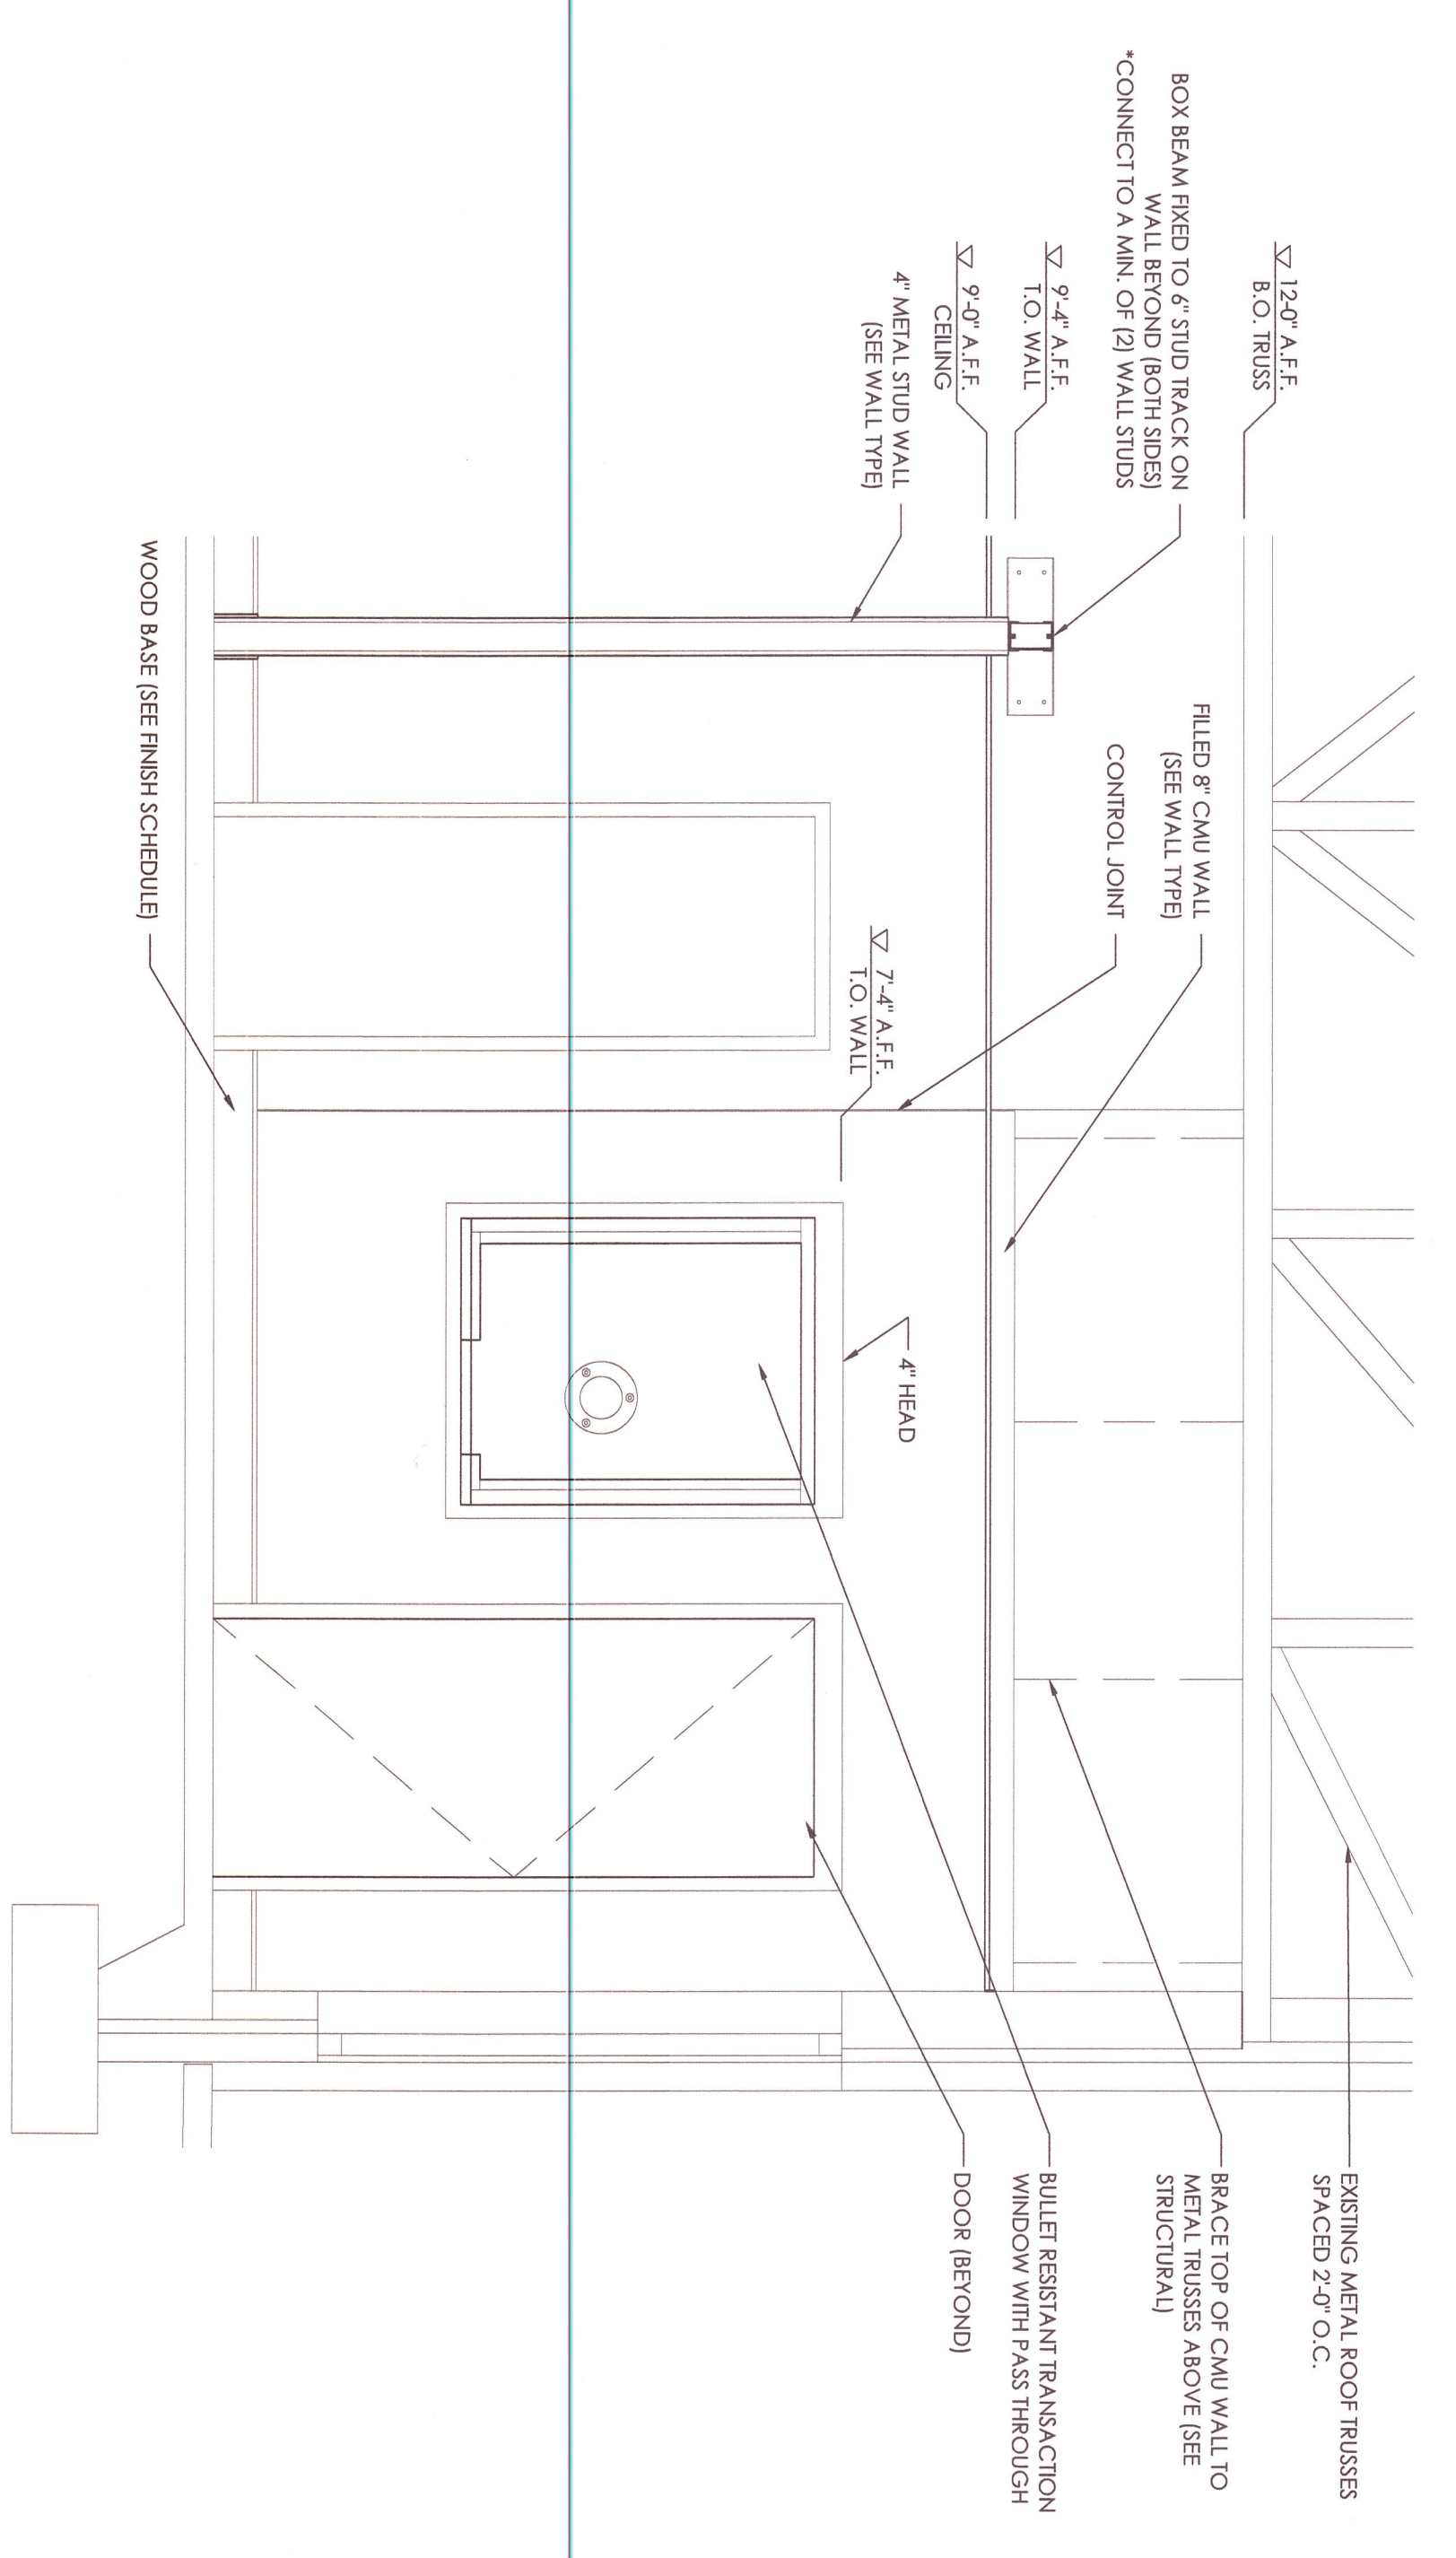 12'-0" A.F.F.
B.O. TRUSS
BOX BEAM FIXED TO 6" STUD TRACK ON
WALL BEYOND (BOTH SIDES)
*CONNECT TO A MIN. OF (2) WALL STUDS
9'-4" A.F.F.
T.O. WALL
9'-0" A.F.F.
CEILING
4" METAL STUD WALL
(SEE WALL TYPE)
FILLED 8" CMU WALL
(SEE WALL TYPE)
CONTROL JOINT
7'-4" A.F.F.
T.O. WALL
4" HEAD
WOOD BASE (SEE FINISH SCHEDULE)
EXISTING METAL ROOF TRUSSES
SPACED 2'-0" O.C.
BRACE TOP OF CMU WALL TO
METAL TRUSSES ABOVE (SEE
STRUCTURAL)
BULLET RESISTANT TRANSACTION
WINDOW WITH PASS THROUGH
DOOR (BEYOND)